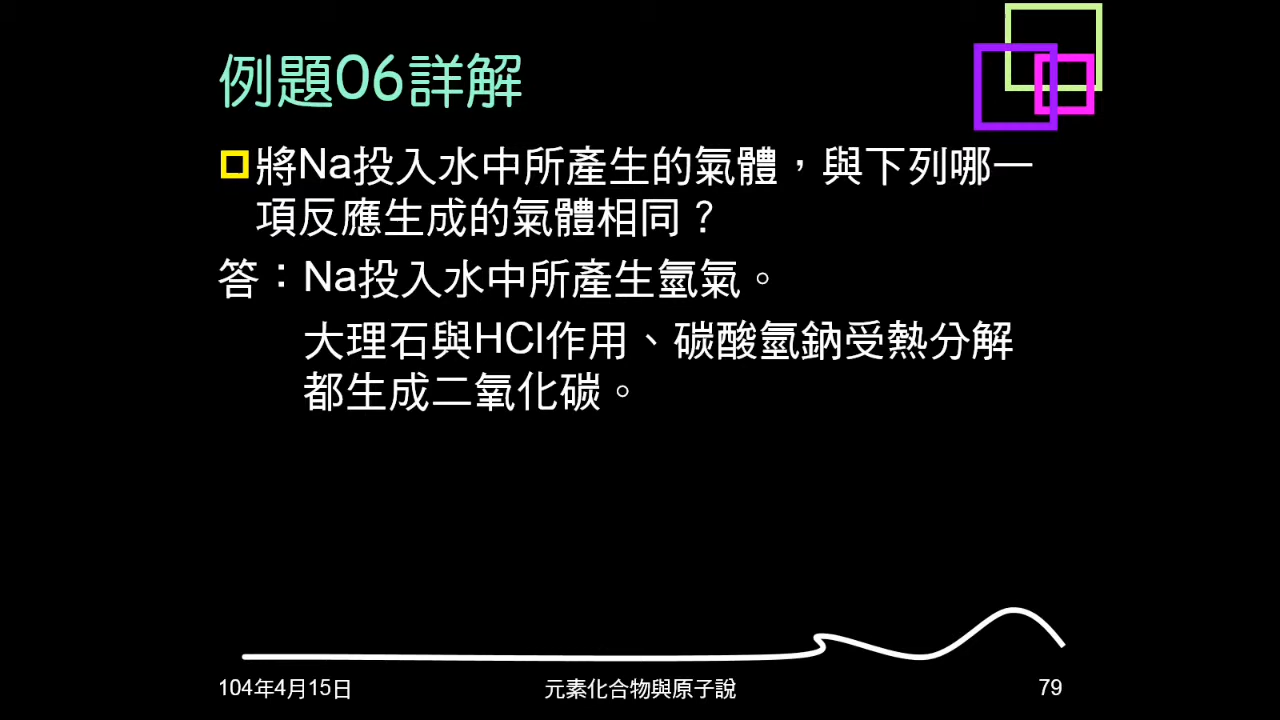 例題06詳解
將Na投入水中所產生的氣體，與下列哪一
項反應生成的氣體相同？
答：Na投入水中所產生氫氣。
大理石與HCl作用、碳酸氫鈉受熱分解
都生成二氧化碳。
104年4月15日
元素化合物與原子說
79